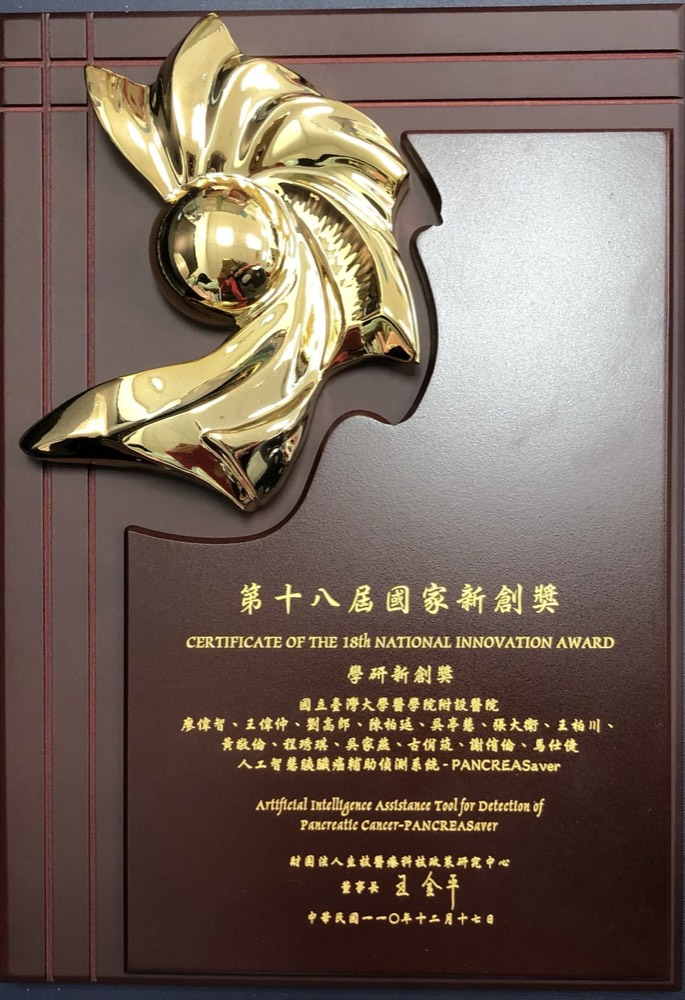 第十八屆國家新創獎
CERTIFICATE OF THE 18th NATIONAL INNOVATION AWARD
學研新創獎
國立臺灣大學醫學院附設醫院
廖偉智、王偉仲、劉高郎、陳柏廷、吳亭慧、張大衛、王柏川、
黃敬倫、程琇琪、吳家燕、古俏筑、謝侑倫、馬仕倢
人工智慧胰臟癌輔助偵測系統-PANCREASaver
Artificial Intelligence Assistance Tool for Detection of
Pancreatic Cancer-PANCREASaver
財團法人生技醫療科技政策研究中心
董事長 王金平
中華民國一一〇年十二月十七日